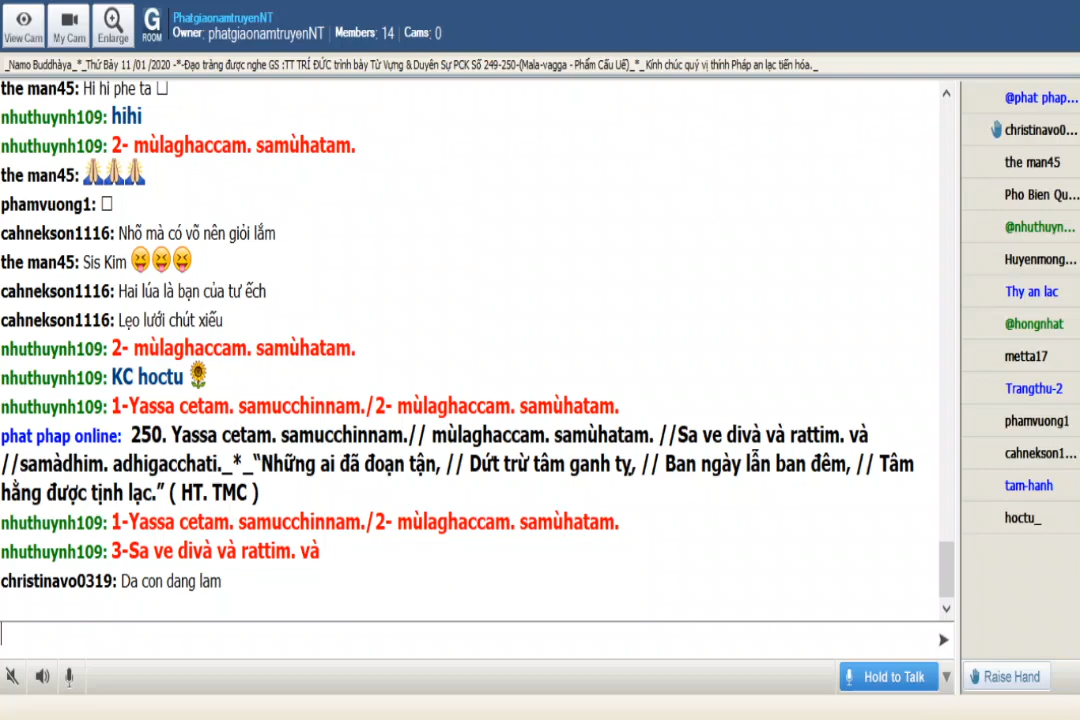 PhatgiaonamtruyenNT
View Cam My Cam Enlarge G ROOM Owner: phatgiaonamtruyenNT Members: 14 Cams: 0
_Namo Buddhàya_*_Thứ Bảy 11 /01 /2020 -*-Đạo tràng được nghe GS :TT TRÍ ĐỨC trình bày Từ Vựng & Duyên Sự PCK Số 249-250-(Mala-vagga - Phẩm Cấu Uế)_*_ Kính chúc quý vị thính Pháp an lạc tiến hóa._
the man45: Hi hi phe ta
nhuthuynh109: hihi
nhuthuynh109: 2- mùlaghaccam. samùhatam.
the man45: 🙏🙏🙏
phamvuong1:
cahnekson1116: Nhõ mà có võ nên giỏi lắm
the man45: Sis Kim 😝😝😝
cahnekson1116: Hai lúa là bạn của tư ếch
cahnekson1116: Lẹo lưới chút xiếu
nhuthuynh109: 2- mùlaghaccam. samùhatam.
nhuthuynh109: KC hoctu 🌻
nhuthuynh109: 1-Yassa cetam. samucchinnam./2- mùlaghaccam. samùhatam.
phat phap online: 250. Yassa cetam. samucchinnam.// mùlaghaccam. samùhatam. //Sa ve divà và rattim. và
//samàdhim. adhigacchati._*_“Những ai đã đoạn tận, // Dứt trừ tâm ganh tỵ, // Ban ngày lẫn ban đêm, // Tâm
hằng được tịnh lạc.” ( HT. TMC )
nhuthuynh109: 1-Yassa cetam. samucchinnam./2- mùlaghaccam. samùhatam.
nhuthuynh109: 3-Sa ve divà và rattim. và
christinavo0319: Da con dang lam
@phat phap...
christinavo0...
the man45
Pho Bien Qu...
@nhuthuyn...
Huyenmong...
Thy an lac
@hongnhat
metta17
Trangthu-2
phamvuong1
cahnekson1...
tam-hanh
hoctu_
Hold to Talk
Raise Hand